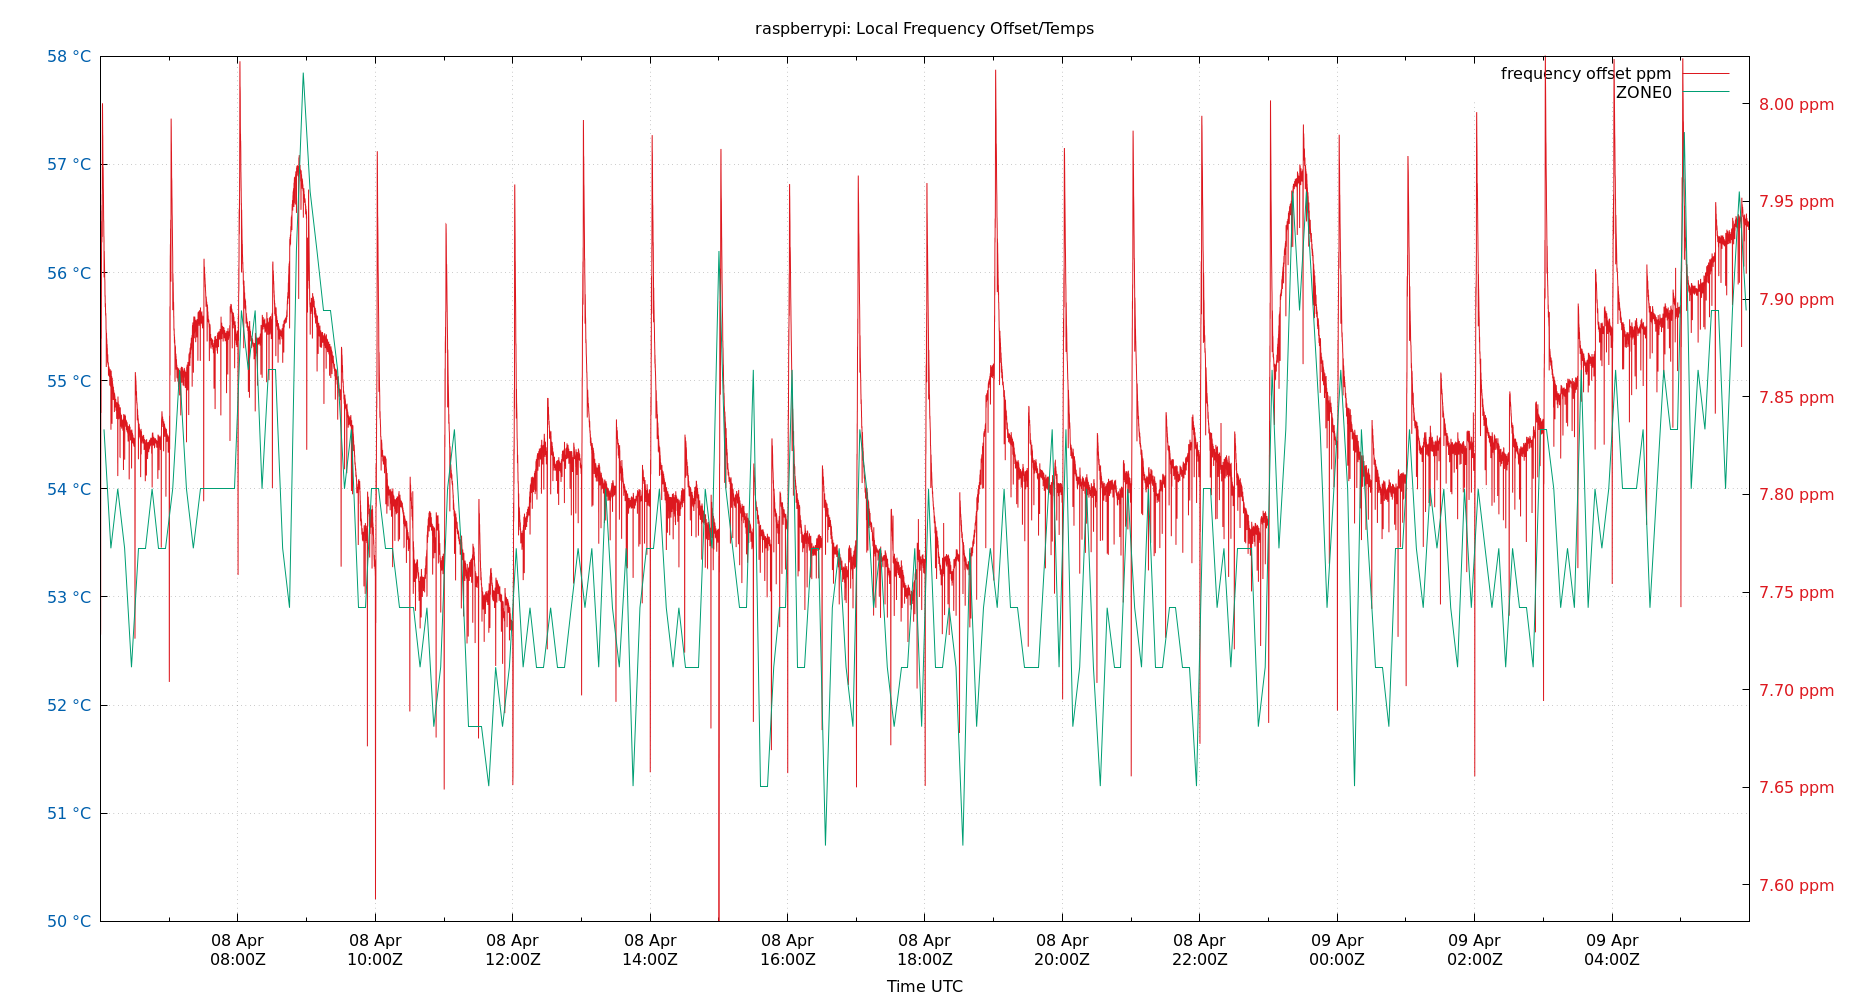 raspberrypi: Local Frequency Offset/Temps
58 °C
57 °C
56 °C
55 °C
54 °C
53 °C
52 °C
51 °C
50 °C
frequency offset ppm
ZONE0
8.00 ppm
7.95 ppm
7.90 ppm
7.85 ppm
7.80 ppm
7.75 ppm
7.70 ppm
7.65 ppm
7.60 ppm
08 Apr
08:00Z
08 Apr
10:00Z
08 Apr
12:00Z
08 Apr
14:00Z
08 Apr
16:00Z
08 Apr
18:00Z
08 Apr
20:00Z
08 Apr
22:00Z
09 Apr
00:00Z
09 Apr
02:00Z
09 Apr
04:00Z
Time UTC